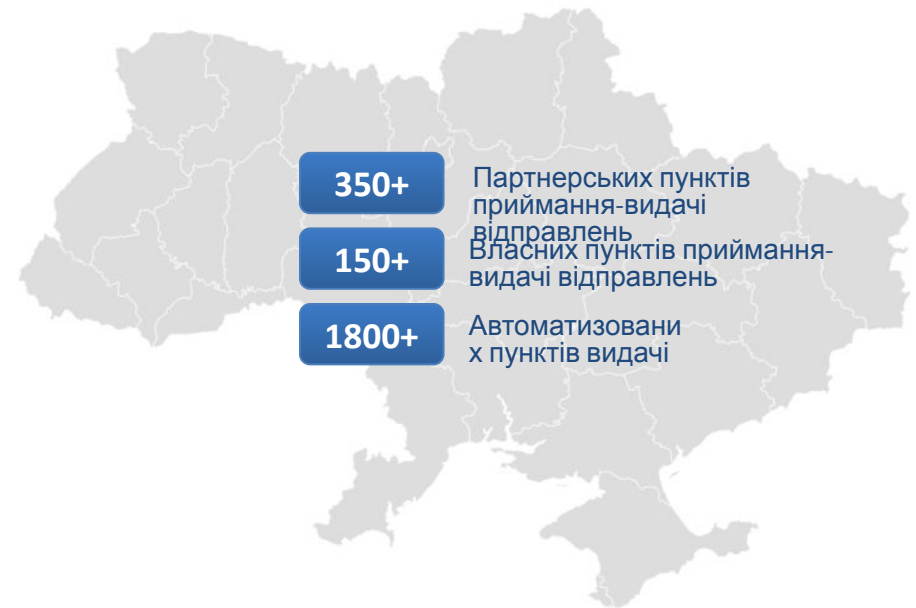 350+
Партнерських пунктів
приймання-видачі
відправлень
150+
Власних пунктів приймання-
видачі відправлень
1800+
Автоматизовани
х пунктів видачі